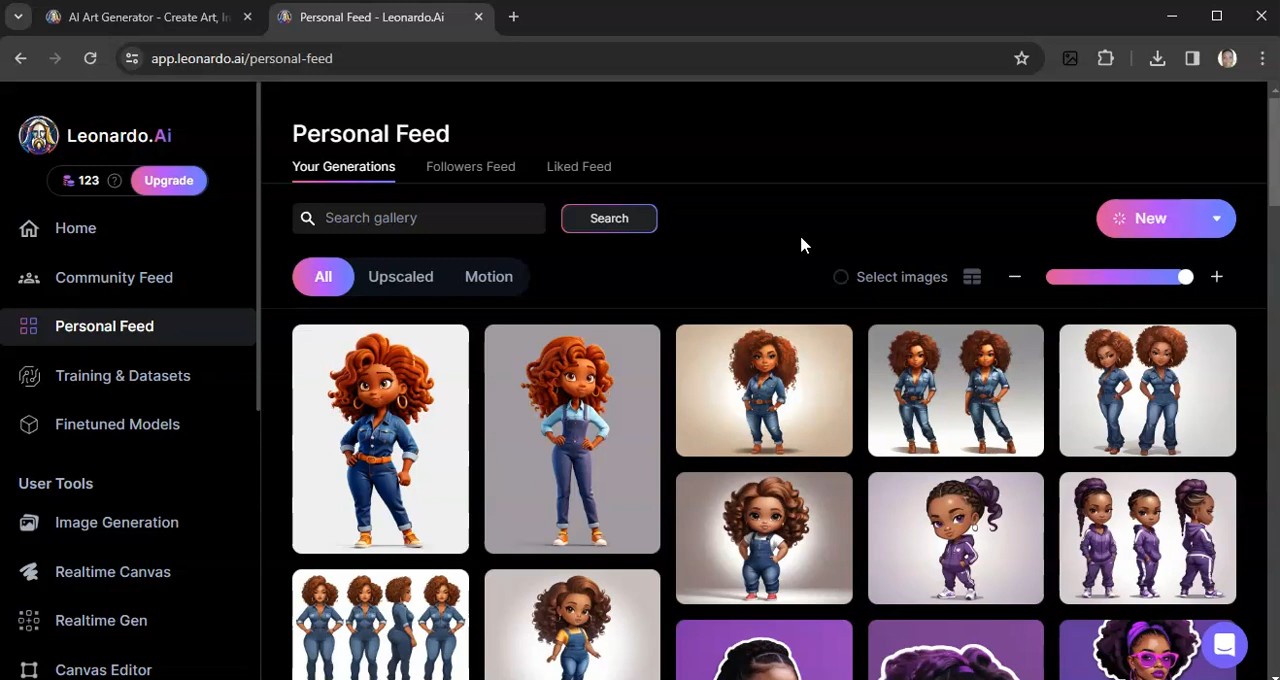 AI Art Generator - Create Art, I
Personal Feed - Leonardo.Ai
app.leonardo.ai/personal-feed
Leonardo.Ai
123 ? Upgrade
Home
Community Feed
Personal Feed
Training & Datasets
Finetuned Models
User Tools
Image Generation
Realtime Canvas
Realtime Gen
Canvas Editor
Personal Feed
Your Generations Followers Feed Liked Feed
Search gallery Search New
All Upscaled Motion Select images